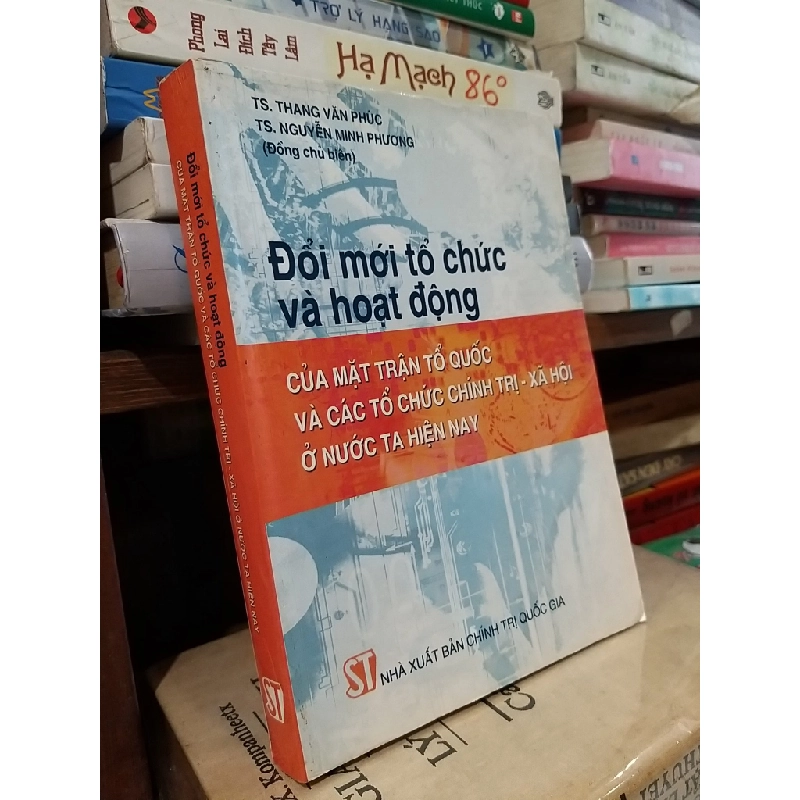 TRỢ LÝ HẠNG SAO
Phong
Lai
Đích
Tây
Lâm
Hạ Mạch 86°
TS. THANG VĂN PHÚC
TS. NGUYỄN MINH PHƯƠNG
(Đồng chủ biên)
Đổi mới tổ chức
và hoạt động
CỦA MẶT TRẬN TỔ QUỐC
VÀ CÁC TỔ CHỨC CHÍNH TRỊ - XÃ HỘI
Ở NƯỚC TA HIỆN NAY
ST NHÀ XUẤT BẢN CHÍNH TRỊ QUỐC GIA
Đổi mới tổ chức và hoạt động
CỦA MẶT TRẬN TỔ QUỐC VÀ CÁC TỔ CHỨC CHÍNH TRỊ - XÃ HỘI Ở NƯỚC TA HIỆN NAY
ST
X. Kompanheetx
LÝ